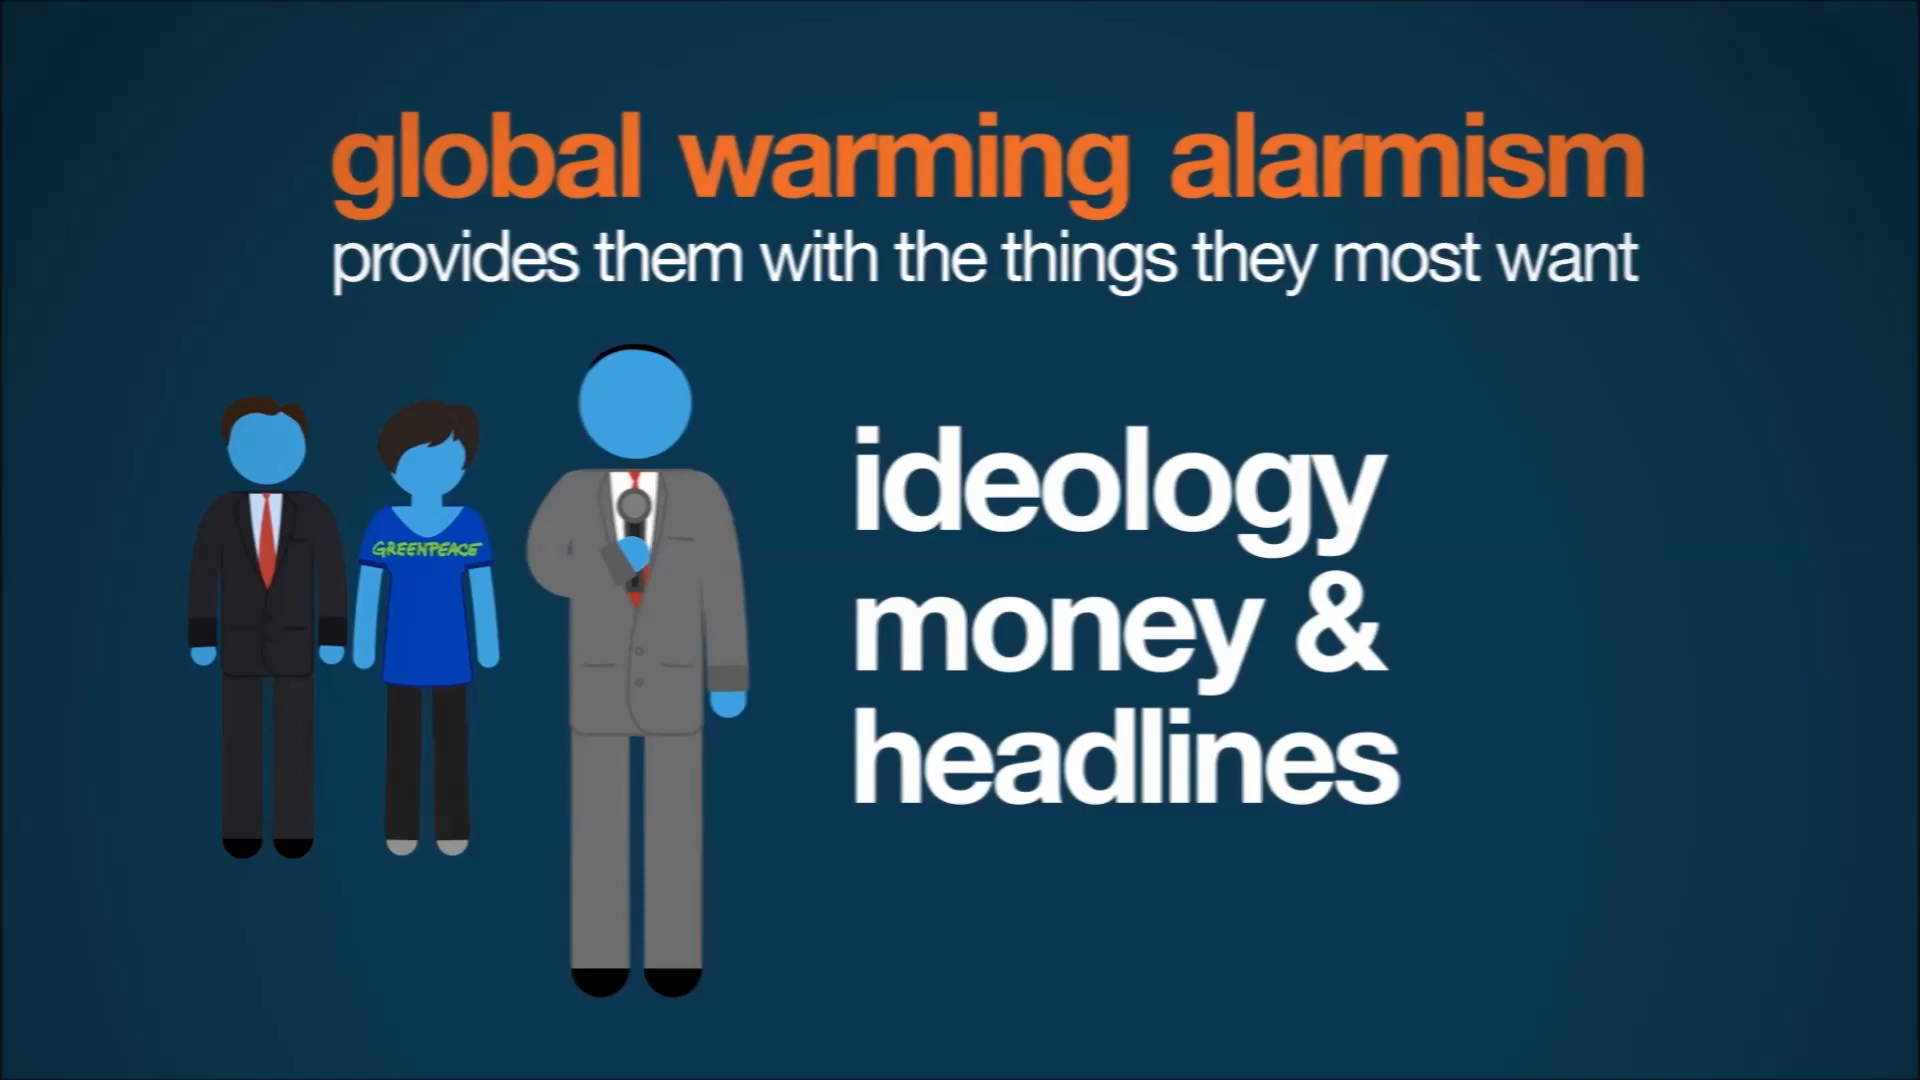 global warming alarmism
provides them with the things they most want
GREENPEACE
ideology
money &
headlines